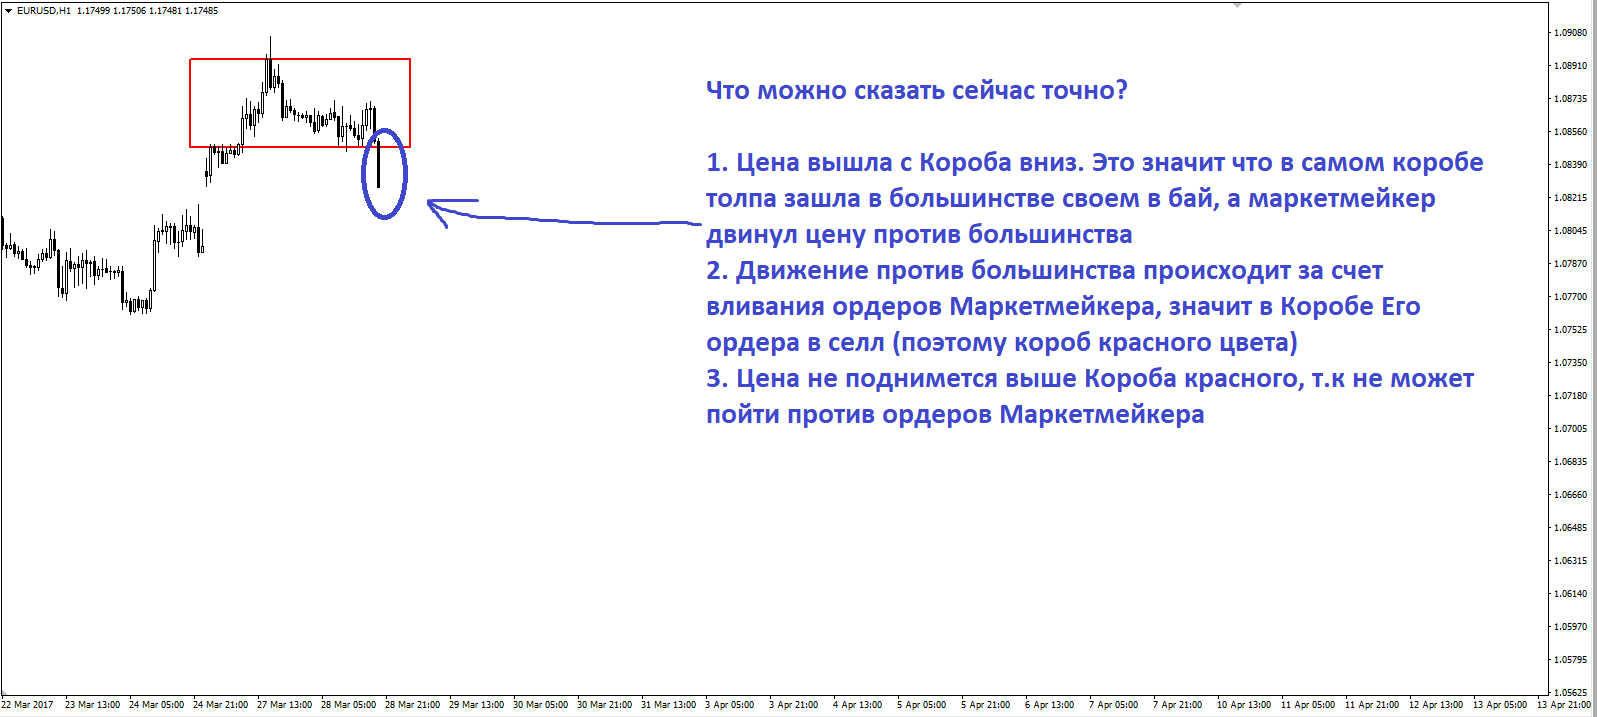 EURUSD,H1 1.17499 1.17506 1.17481 1.17485
Что можно сказать сейчас точно?
1. Цена вышла с Короба вниз. Это значит что в самом коробе
толпа зашла в большинстве своем в бай, а маркетмейкер
двинул цену против большинства
2. Движение против большинства происходит за счет
вливания ордеров Маркетмейкера, значит в Коробе Его
ордера в селл (поэтому короб красного цвета)
3. Цена не поднимется выше Короба красного, т.к не может
пойти против ордеров Маркетмейкера
1.09080
1.08910
1.08735
1.08560
1.08390
1.08215
1.08045
1.07870
1.07700
1.07525
1.07350
1.07180
1.07005
1.06835
1.06660
1.06485
1.06315
1.06140
1.05970
1.05795
1.05625
22 Mar 2017 23 Mar 13:00 24 Mar 05:00 24 Mar 21:00 27 Mar 13:00 28 Mar 05:00 28 Mar 21:00 29 Mar 13:00 30 Mar 05:00 30 Mar 21:00 31 Mar 13:00 3 Apr 05:00 3 Apr 21:00 4 Apr 13:00 5 Apr 05:00 5 Apr 21:00 6 Apr 13:00 7 Apr 05:00 7 Apr 21:00 10 Apr 13:00 11 Apr 05:00 11 Apr 21:00 12 Apr 13:00 13 Apr 05:00 13 Apr 21:00